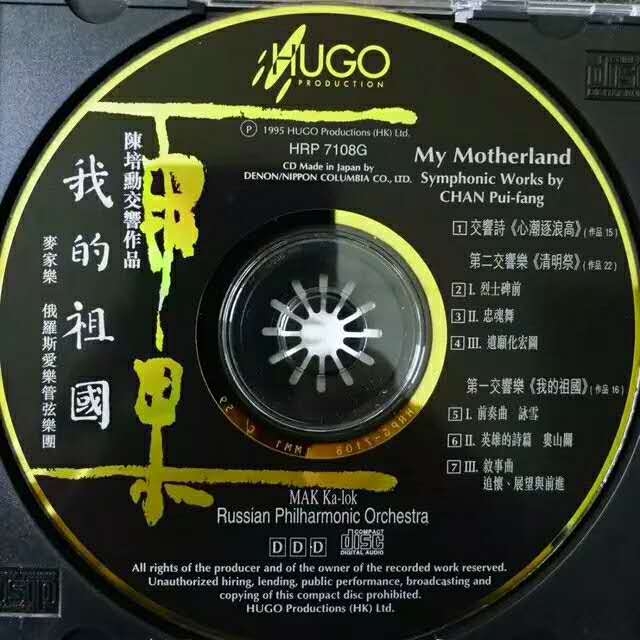 HUGO
PRODUCTION
Ⓟ 1995 HUGO Productions (HK) Ltd.
HRP 7108G
CD Made in Japan by
DENON/NIPPON COLUMBIA CO., LTD.
My Motherland
Symphonic Works by
CHAN Pui-fang
陳培勳交響作品
我的祖國
麥家樂 俄羅斯愛樂管弦樂團
1 交響詩《心潮逐浪高》(作品 15)
第二交響樂《清明祭》(作品 22)
2 I. 烈士碑前
3 II. 忠魂舞
4 III. 遺願化宏圖
第一交響樂《我的祖國》(作品 16)
5 I. 前奏曲 詠雪
6 II. 英雄的詩篇 婁山關
7 III. 敘事曲
追懷、展望與前進
MAK Ka-lok
Russian Philharmonic Orchestra
D D D
COMPACT
disc
DIGITAL AUDIO
All rights of the producer and of the owner of the recorded work reserved.
Unauthorized hiring, lending, public performance, broadcasting and
copying of this compact disc prohibited.
HUGO Productions (HK) Ltd.